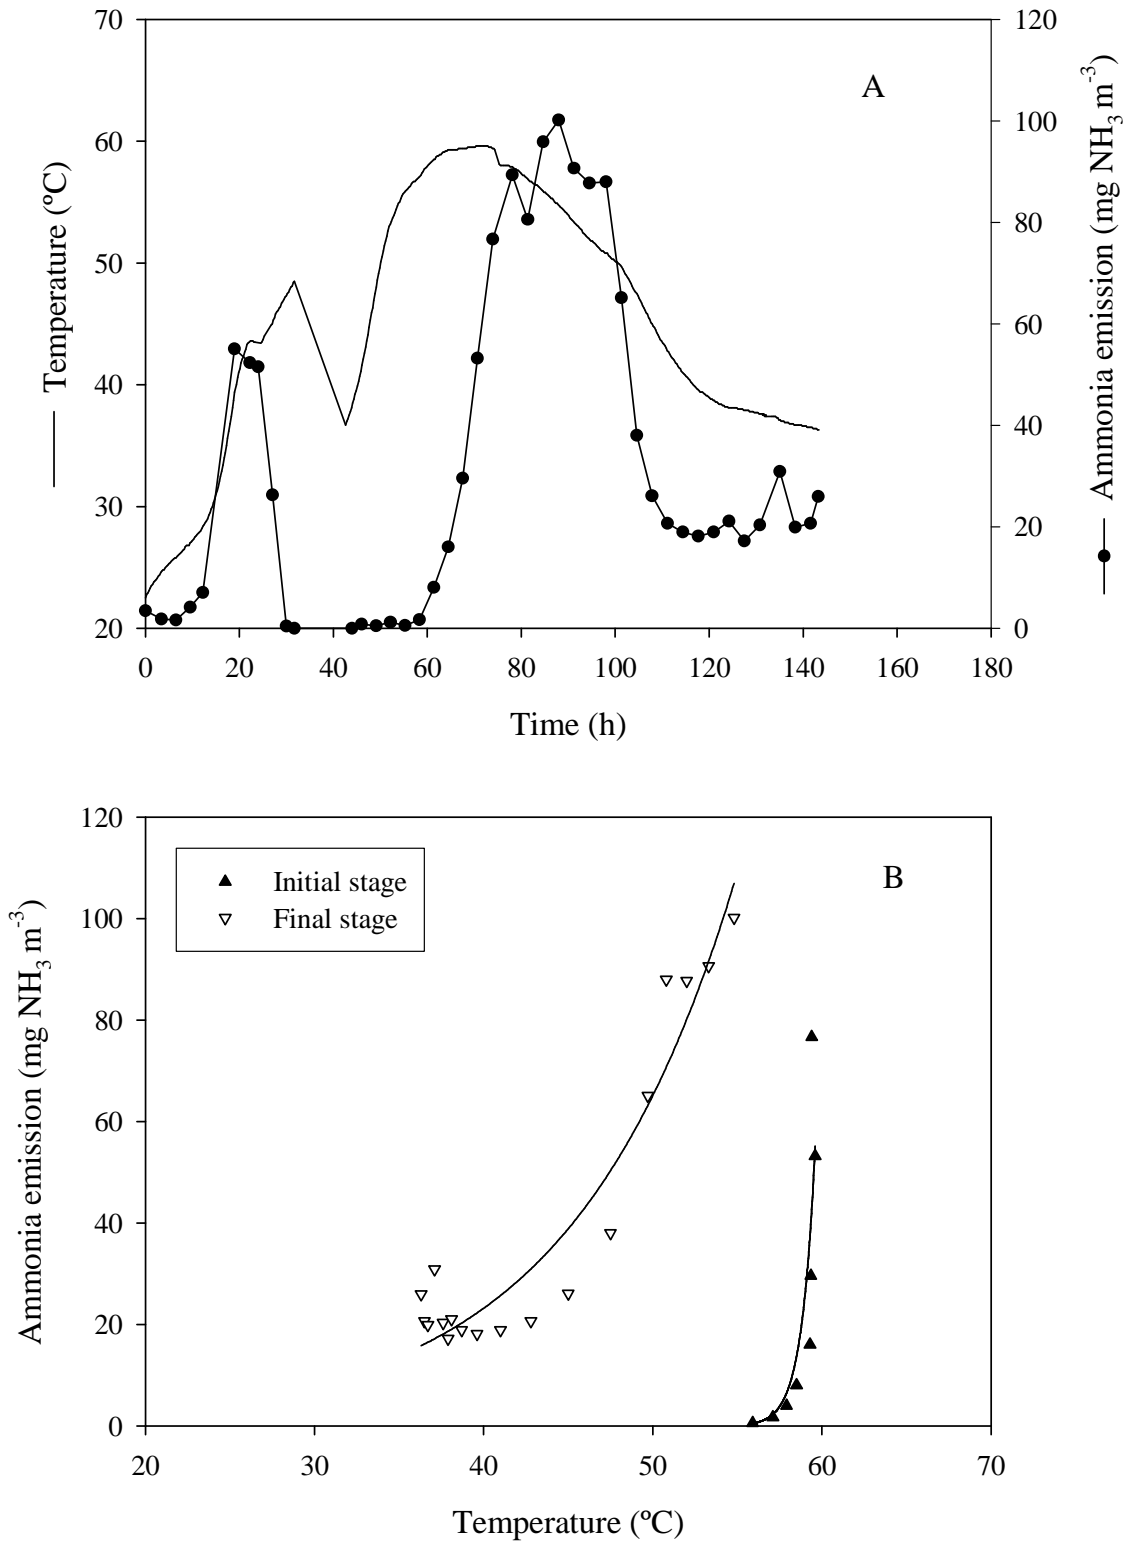 A
70
60
50
40
30
20
Temperature (ºC)
120
100
80
60
40
20
0
Ammonia emission (mg NH3 m-3)
0 20 40 60 80 100 120 140 160 180
Time (h)
B
Initial stage
Final stage
120
100
80
60
40
20
0
Ammonia emission (mg NH3 m-3)
20 30 40 50 60 70
Temperature (ºC)